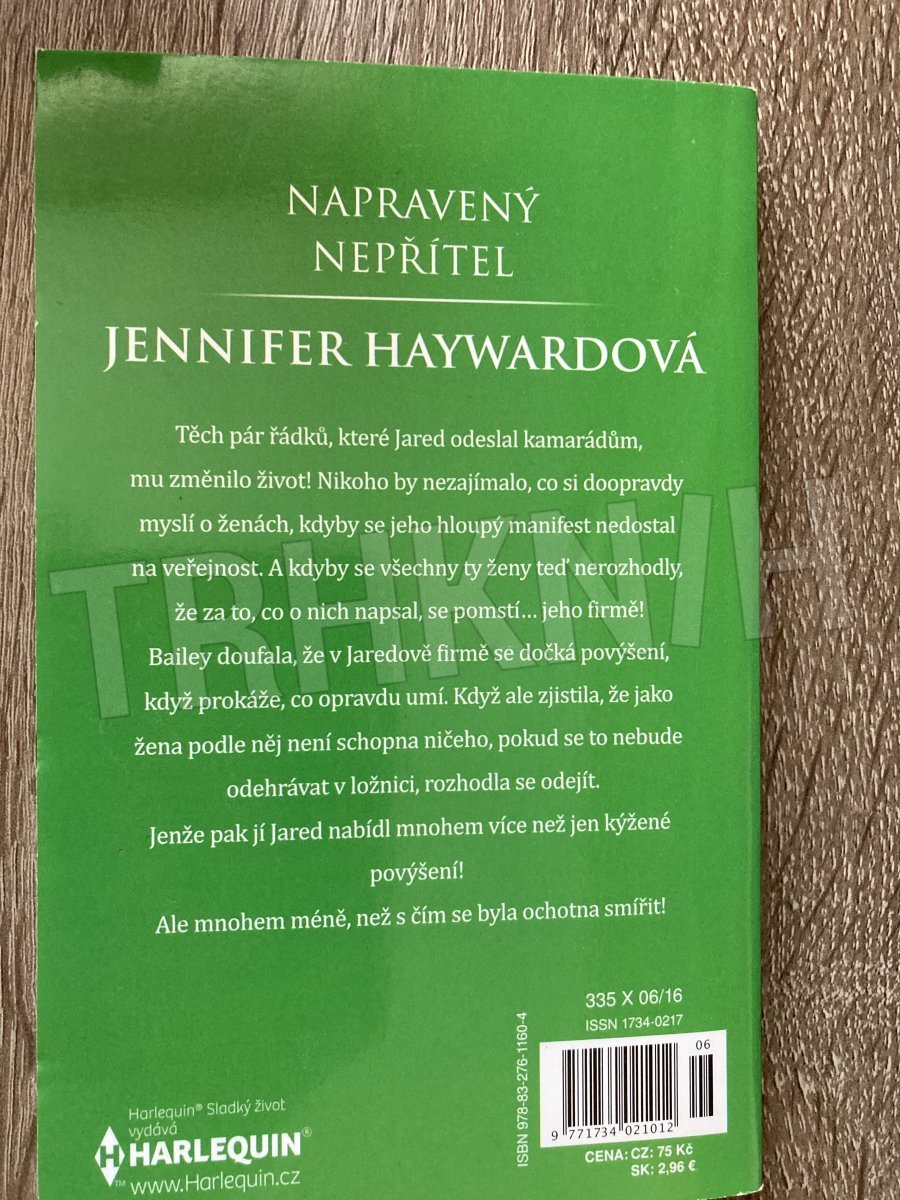 NAPRAVENÝ
NEPŘÍTEL
JENNIFER HAYWARDOVÁ
Těch pár řádků, které Jared odeslal kamarádům,
mu změnilo život! Nikoho by nezajímalo, co si doopravdy
myslí o ženách, kdyby se jeho hloupý manifest nedostal
na veřejnost. A kdyby se všechny ty ženy teď nerozhodly,
že za to, co o nich napsal, se pomstí... jeho firmě!
Bailey doufala, že v Jaredově firmě se dočká povýšení,
když prokáže, co opravdu umí. Když ale zjistila, že jako
žena podle něj není schopna ničeho, pokud se to nebude
odehrávat v ložnici, rozhodla se odejít.
Jenže pak jí Jared nabídl mnohem více než jen kýžené
povýšení!
Ale mnohem méně, než s čím se byla ochotna smířit!
TRHKNIH
335 X 06/16
ISSN 1734-0217
ISBN 978-83-276-1160-4
06
9 771734 021012
CENA: CZ: 75 Kč
SK: 2,96 €
Harlequin® Sladký život
vydává
HARLEQUIN®
™ www.Harlequin.cz